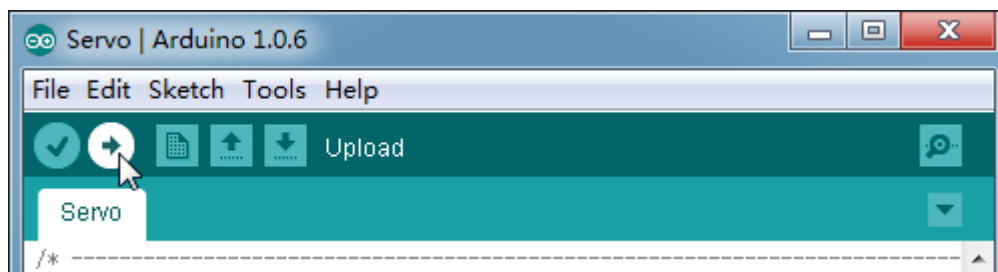 Servo | Arduino 1.0.6
File Edit Sketch Tools Help
Upload
Servo
/* --------------------------------------------------------------------------